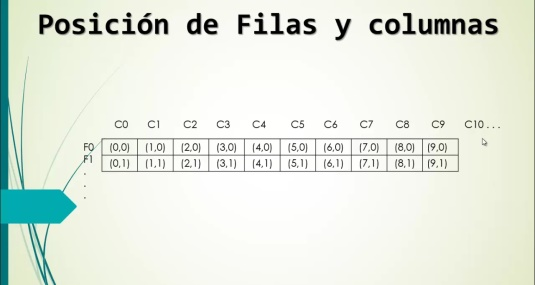 Posición de Filas y columnas
C0 C1 C2 C3 C4 C5 C6 C7 C8 C9 C10 . . .
F0 (0,0) (1,0) (2,0) (3,0) (4,0) (5,0) (6,0) (7,0) (8,0) (9,0)
F1 (0,1) (1,1) (2,1) (3,1) (4,1) (5,1) (6,1) (7,1) (8,1) (9,1)
.
.
.